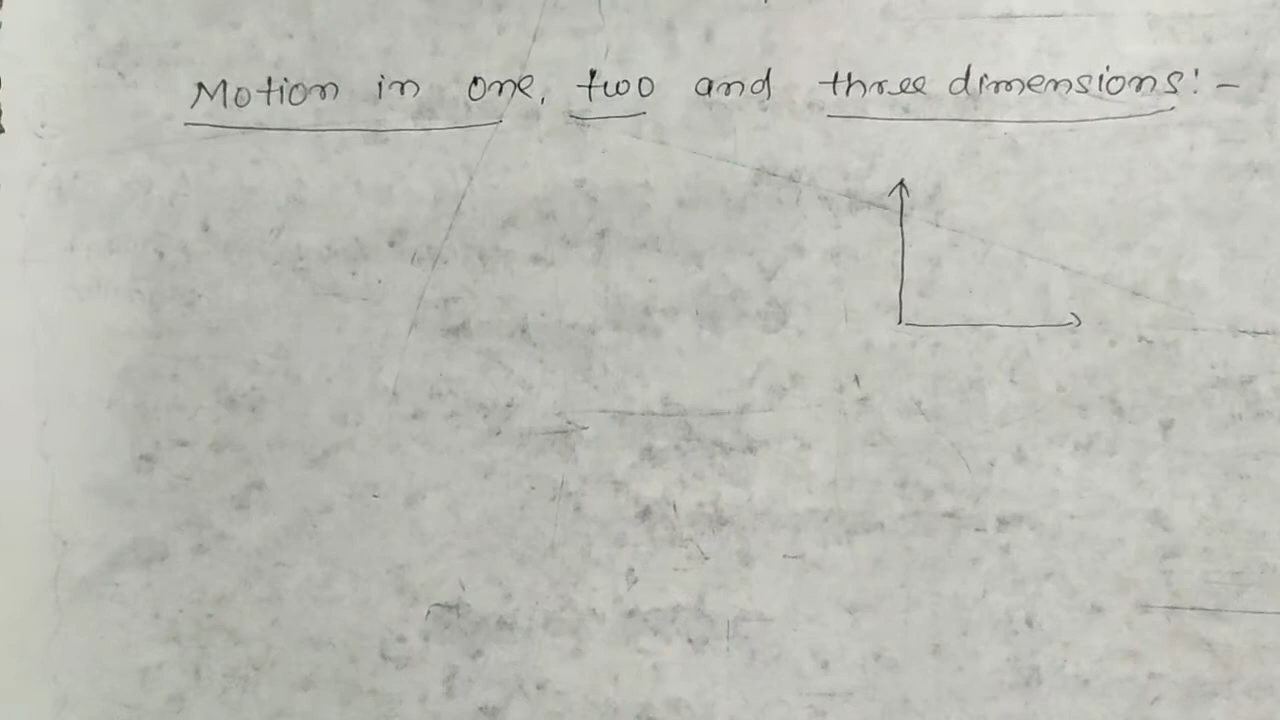 Motion in one, two and three dimensions:-